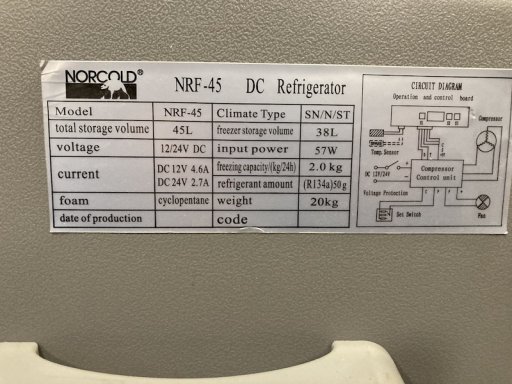 NORCOLD®
NRF-45 DC Refrigerator
Model NRF-45 Climate Type SN/N/ST
total storage volume 45L freezer storage volume 38L
voltage 12/24V DC input power 57W
current DC 12V 4.6A DC 24V 2.7A freezing capacity/(kg/24h) 2.0 kg
refrigerant amount (R134a)50 g
foam cyclopentane weight 20kg
date of production code
CIRCUIT DIAGRAM
Operation and control board
Compressor
Temp. Sensor
DC 12V/24V
Compressor
Control unit
Voltage Protection
Set Switch
Fan